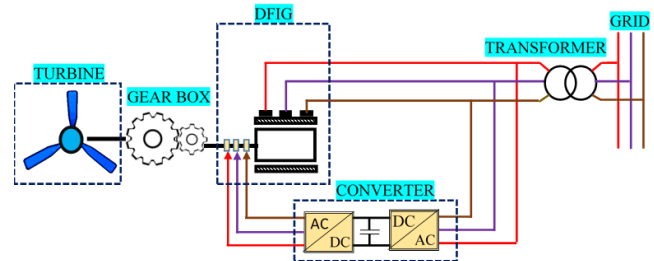 DFIG
GRID
TRANSFORMER
TURBINE
GEAR BOX
CONVERTER
AC
DC
DC
AC